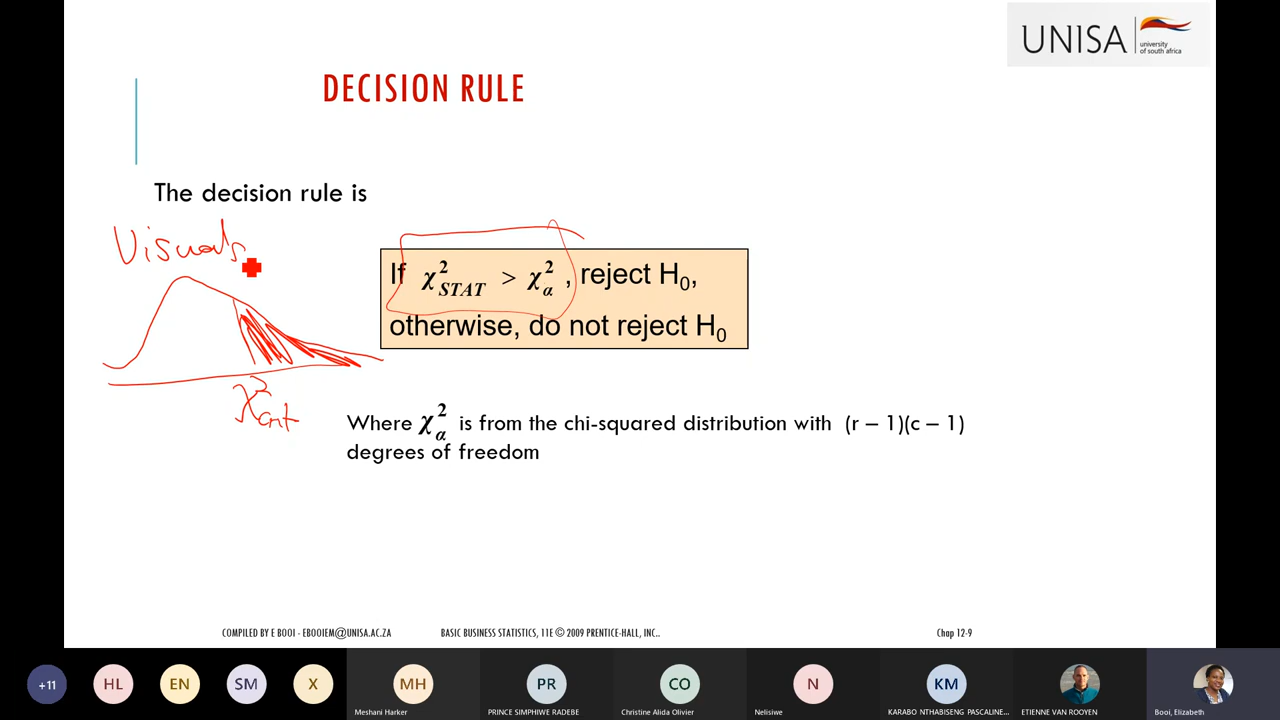 UNISA
university
of south africa
DECISION RULE
The decision rule is
Visuals
If χ²STAT > χ²α , reject H₀,
otherwise, do not reject H₀
χ²crit
Where χ²α is from the chi-squared distribution with (r – 1)(c – 1)
degrees of freedom
COMPILED BY E BOOI - EBOOIEM@UNISA.AC.ZA
BASIC BUSINESS STATISTICS, 11E © 2009 PRENTICE-HALL, INC..
Chap 12-9
+11
HL
EN
SM
X
MH
Meshani Harker
PR
PRINCE SIMPHIWE RADEBE
CO
Christine Alida Olivier
N
Nelisiwe
KM
KARABO NTHABISENG PASCALINE...
ETIENNE VAN ROOYEN
Booi, Elizabeth